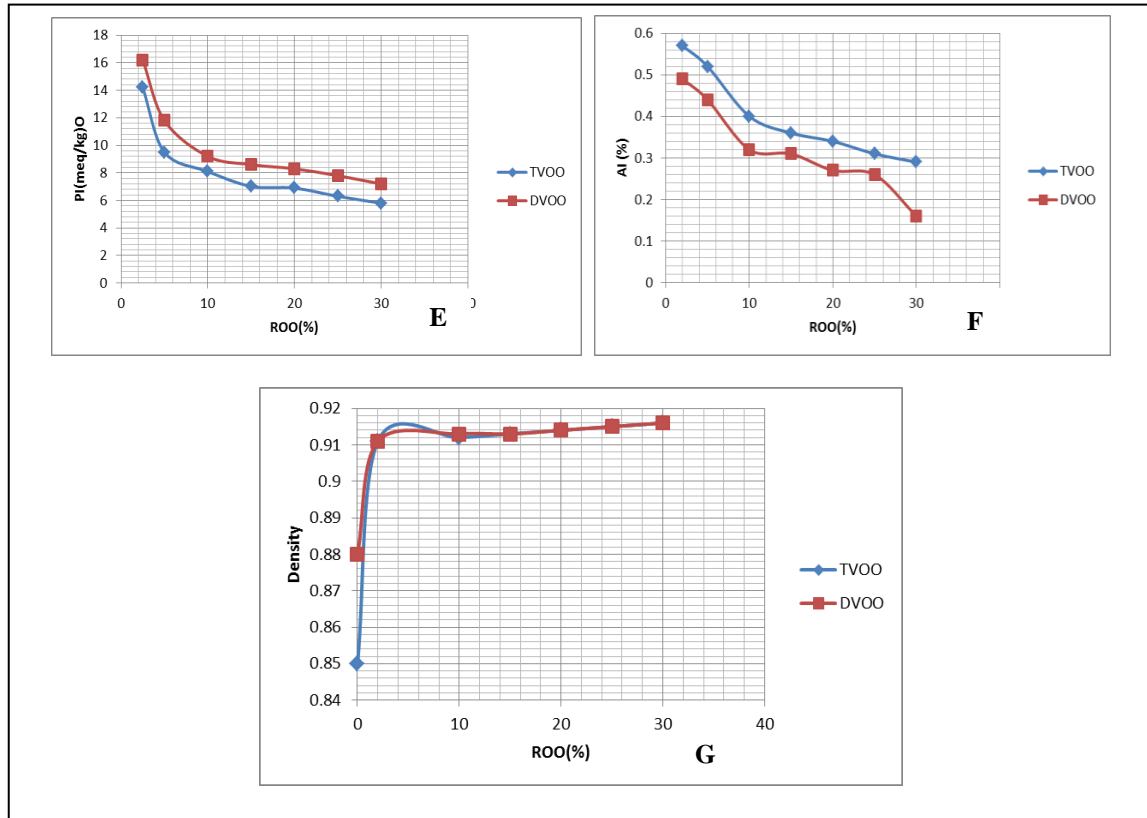 18
16
14
12
10
8
6
4
2
0
PI(meq/kg)O
0 10 20 30 0
ROO(%)
E
TVOO
DVOO
0.6
0.5
0.4
0.3
0.2
0.1
0
AI (%)
0 10 20 30
ROO(%)
F
TVOO
DVOO
0.92
0.91
0.9
0.89
0.88
0.87
0.86
0.85
0.84
Density
0 10 20 30 40
ROO(%)
G
TVOO
DVOO